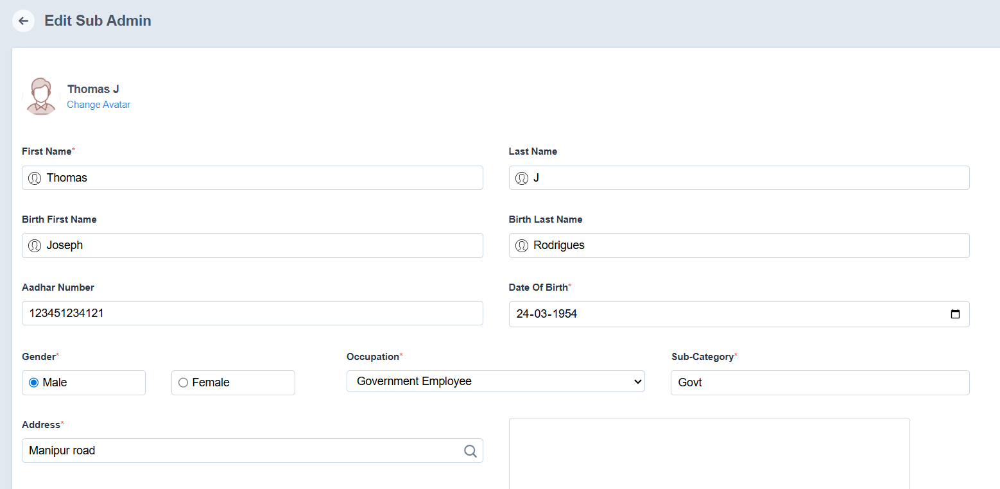 Edit Sub Admin
Thomas J
Change Avatar
First Name*
Last Name
Thomas
J
Birth First Name
Birth Last Name
Joseph
Rodrigues
Aadhar Number
Date Of Birth*
123451234121
24-03-1954
Gender*
Occupation*
Sub-Category*
Male
Female
Government Employee
Govt
Address*
Manipur road